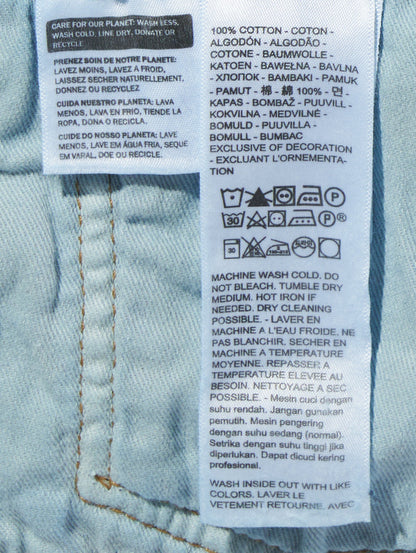 CARE FOR OUR PLANET: WASH LESS,
WASH COLD, LINE DRY, DONATE OR
RECYCLE
PRENEZ SOIN DE NOTRE PLANETE:
LAVEZ MOINS, LAVEZ À FROID,
LAISSEZ SECHER NATURELLEMENT,
DONNEZ OU RECYCLEZ
CUIDA NUESTRO PLANETA: LAVA
MENOS, LAVA EN FRIO, TIENDE LA
ROPA, DONA O RECICLA.
CUIDE DO NOSSO PLANETA: LAVE
MENOS, LAVE EM ÁGUA FRIA, SEQUE
EM VARAL, DOE OU RECICLE.
100% COTTON - COTON -
ALGODÓN - ALGODÃO -
COTONE - BAUMWOLLE -
KATOEN - BAWEŁNA - BAVLNA
- ХЛОПОК - BAMBAKI - PAMUK
- PAMUT - 棉 - 綿 100% - 면 -
KAPAS - BOMBAŽ - PUUVILL -
KOKVILNA - MEDVILNĖ -
BOMULD - PUUVILLA -
BOMULL - BUMBAC
EXCLUSIVE OF DECORATION
- EXCLUANT L'ORNEMENTA-
TION
P
30 P ®
30
MACHINE WASH COLD. DO
NOT BLEACH. TUMBLE DRY
MEDIUM. HOT IRON IF
NEEDED. DRY CLEANING
POSSIBLE. - LAVER EN
MACHINE A L'EAU FROIDE. NE
PAS BLANCHIR. SECHER EN
MACHINE A TEMPERATURE
MOYENNE. REPASSER A
TEMPERATURE ELEVEE AU
BESOIN. NETTOYAGE A SEC
POSSIBLE. - Mesin cuci dengan
suhu rendah. Jangan gunakan
pemutih. Mesin pengering
dengan suhu sedang (normal).
Setrika dengan suhu tinggi jika
diperlukan. Dapat dicuci kering
profesional.
WASH INSIDE OUT WITH LIKE
COLORS. LAVER LE
VETEMENT RETOURNE. AVEC